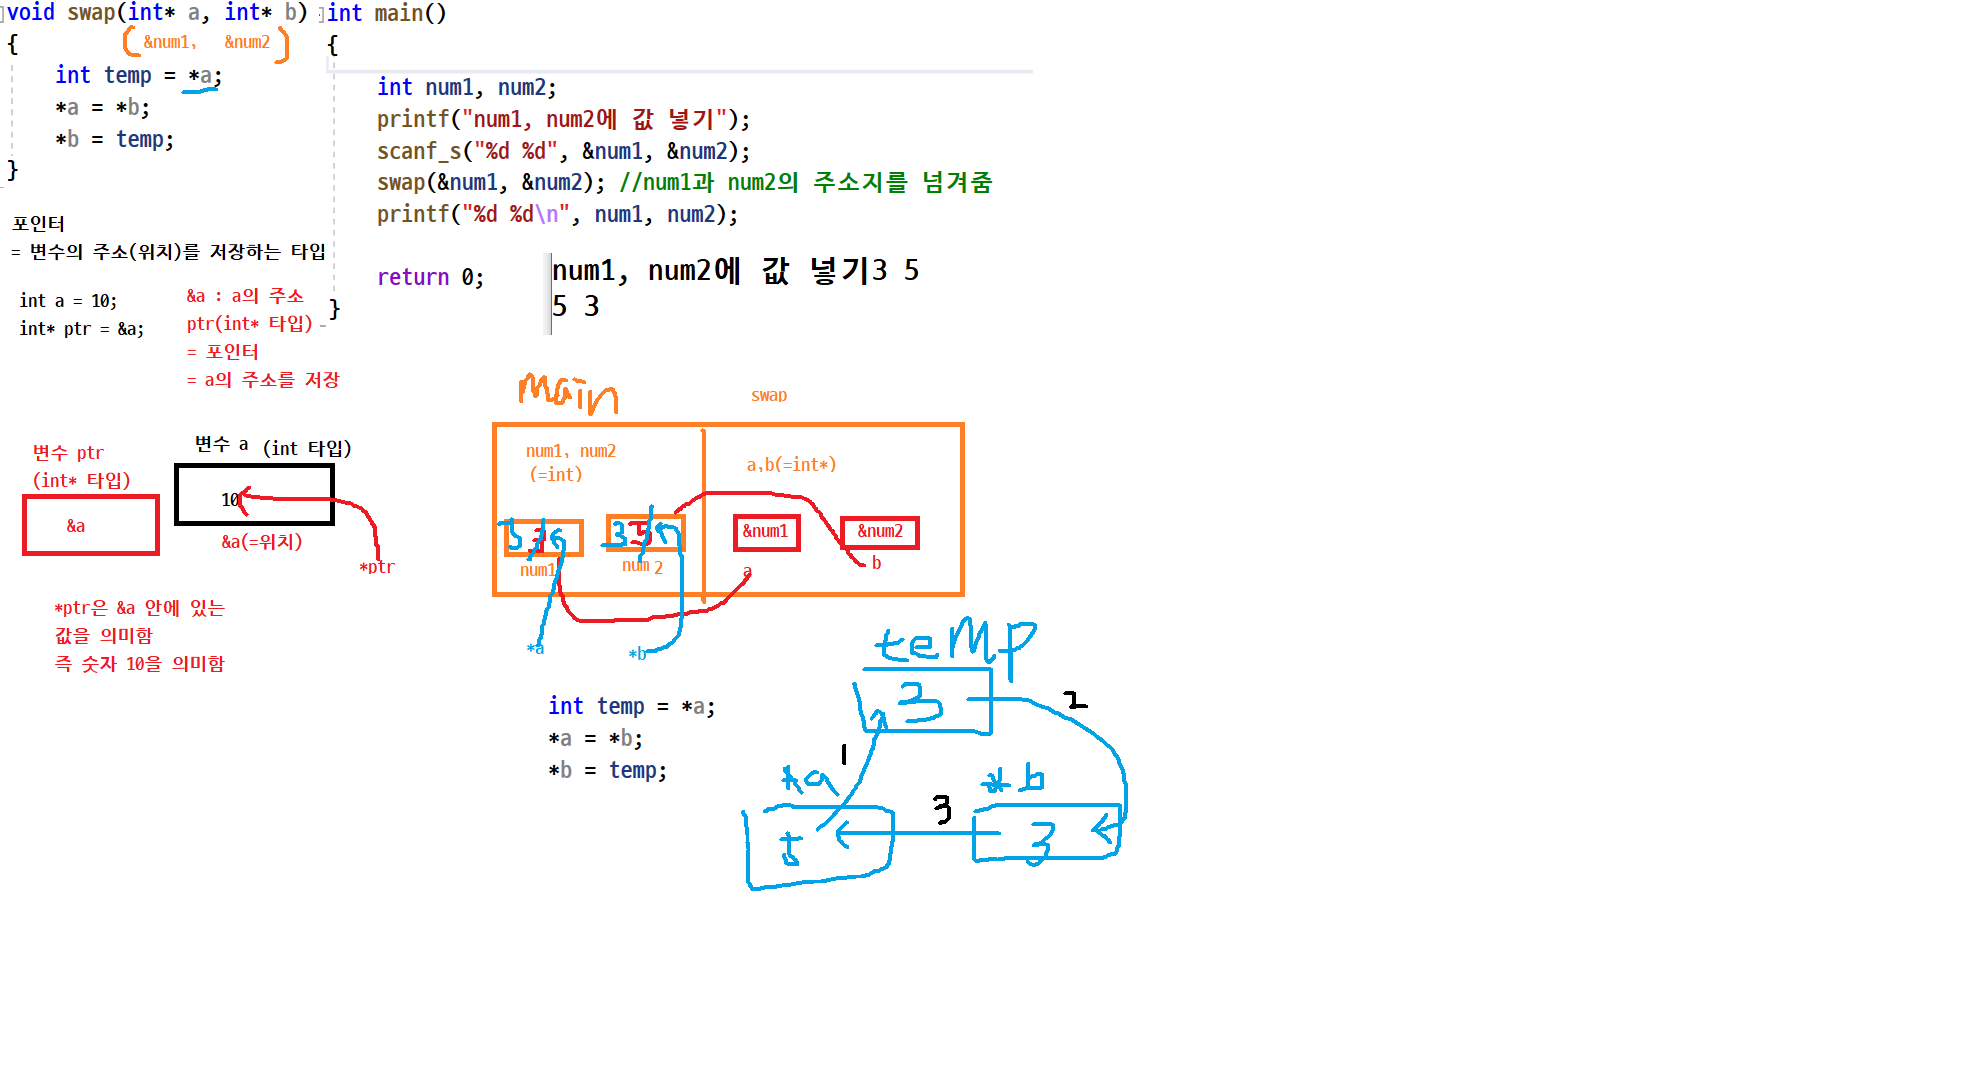 void swap(int* a, int* b)
{
(&num1, &num2)
int temp = *a;
*a = *b;
*b = temp;
}
int main()
{
int num1, num2;
printf("num1, num2에 값 넣기");
scanf_s("%d %d", &num1, &num2);
swap(&num1, &num2); //num1과 num2의 주소지를 넘겨줌
printf("%d %d\n", num1, num2);
return 0;
}
num1, num2에 값 넣기3 5
5 3
포인터
= 변수의 주소(위치)를 저장하는 타입
int a = 10;
int* ptr = &a;
&a : a의 주소
ptr(int* 타입)
= 포인터
= a의 주소를 저장
변수 ptr
(int* 타입)
&a
변수 a (int 타입)
10
&a(=위치)
*ptr
*ptr은 &a 안에 있는
값을 의미함
즉 숫자 10을 의미함
main
swap
num1, num2
(=int)
a,b(=int*)
5 3
3 5
&num1
&num2
num1
num 2
a
b
*a
*b
int temp = *a;
*a = *b;
*b = temp;
teMp
3
2
1
*a
*b
3
5
3